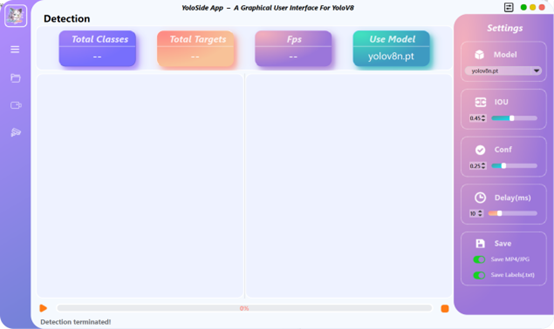 YoloSide App – A Graphical User Interface For YoloV8
Detection
Total Classes
--
Total Targets
--
Fps
--
Use Model
yolov8n.pt
Settings
Model
yolov8n.pt
IOU
0.45
Conf
0.25
Delay(ms)
10
Save
Save MP4/JPG
Save Labels(.txt)
0%
Detection terminated!